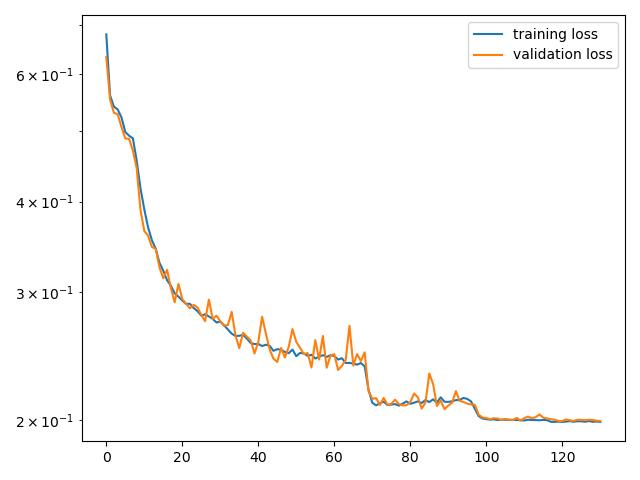 training loss
validation loss
6 × 10⁻¹
4 × 10⁻¹
3 × 10⁻¹
2 × 10⁻¹
0 20 40 60 80 100 120